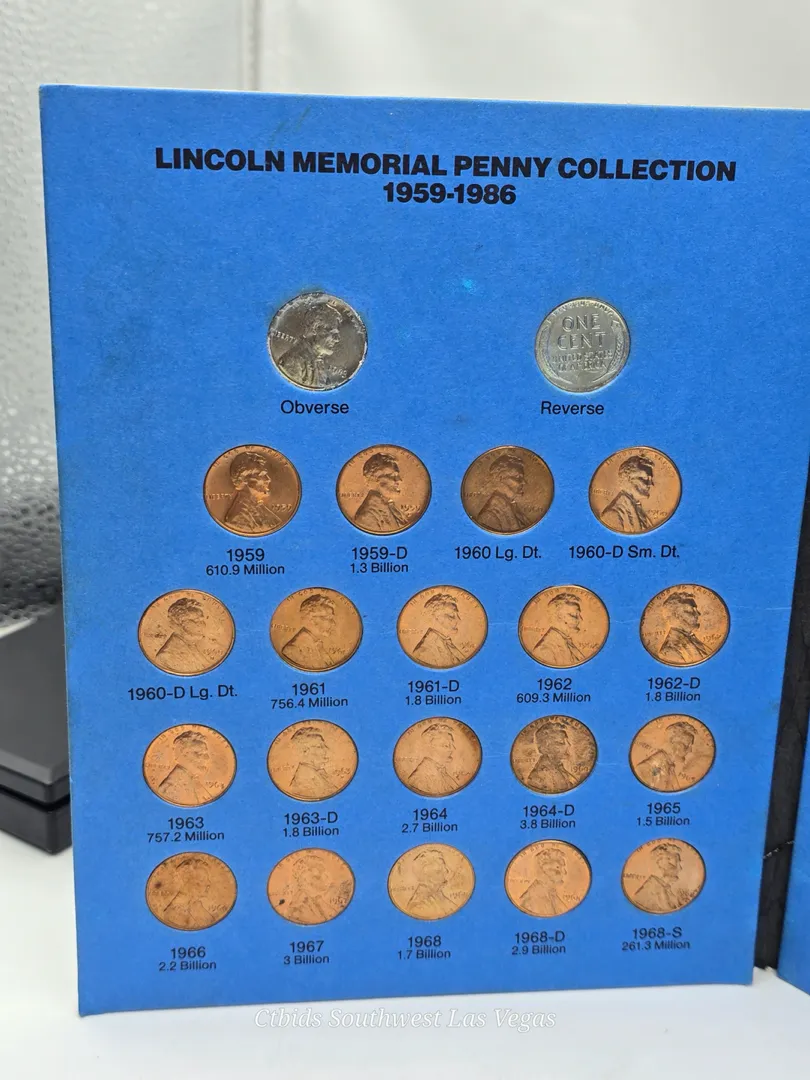 LINCOLN MEMORIAL PENNY COLLECTION
1959-1986
ONE
CENT
UNITED STATES
OF AMERICA
Obverse
Reverse
1959
610.9 Million
1959-D
1.3 Billion
1960 Lg. Dt.
1960-D Sm. Dt.
1960-D Lg. Dt.
1961
756.4 Million
1961-D
1.8 Billion
1962
609.3 Million
1962-D
1.8 Billion
1963
757.2 Million
1963-D
1.8 Billion
1964
2.7 Billion
1964-D
3.8 Billion
1965
1.5 Billion
1966
2.2 Billion
1967
3 Billion
1968
1.7 Billion
1968-D
2.9 Billion
1968-S
261.3 Million
Ctbids Southwest Las Vegas